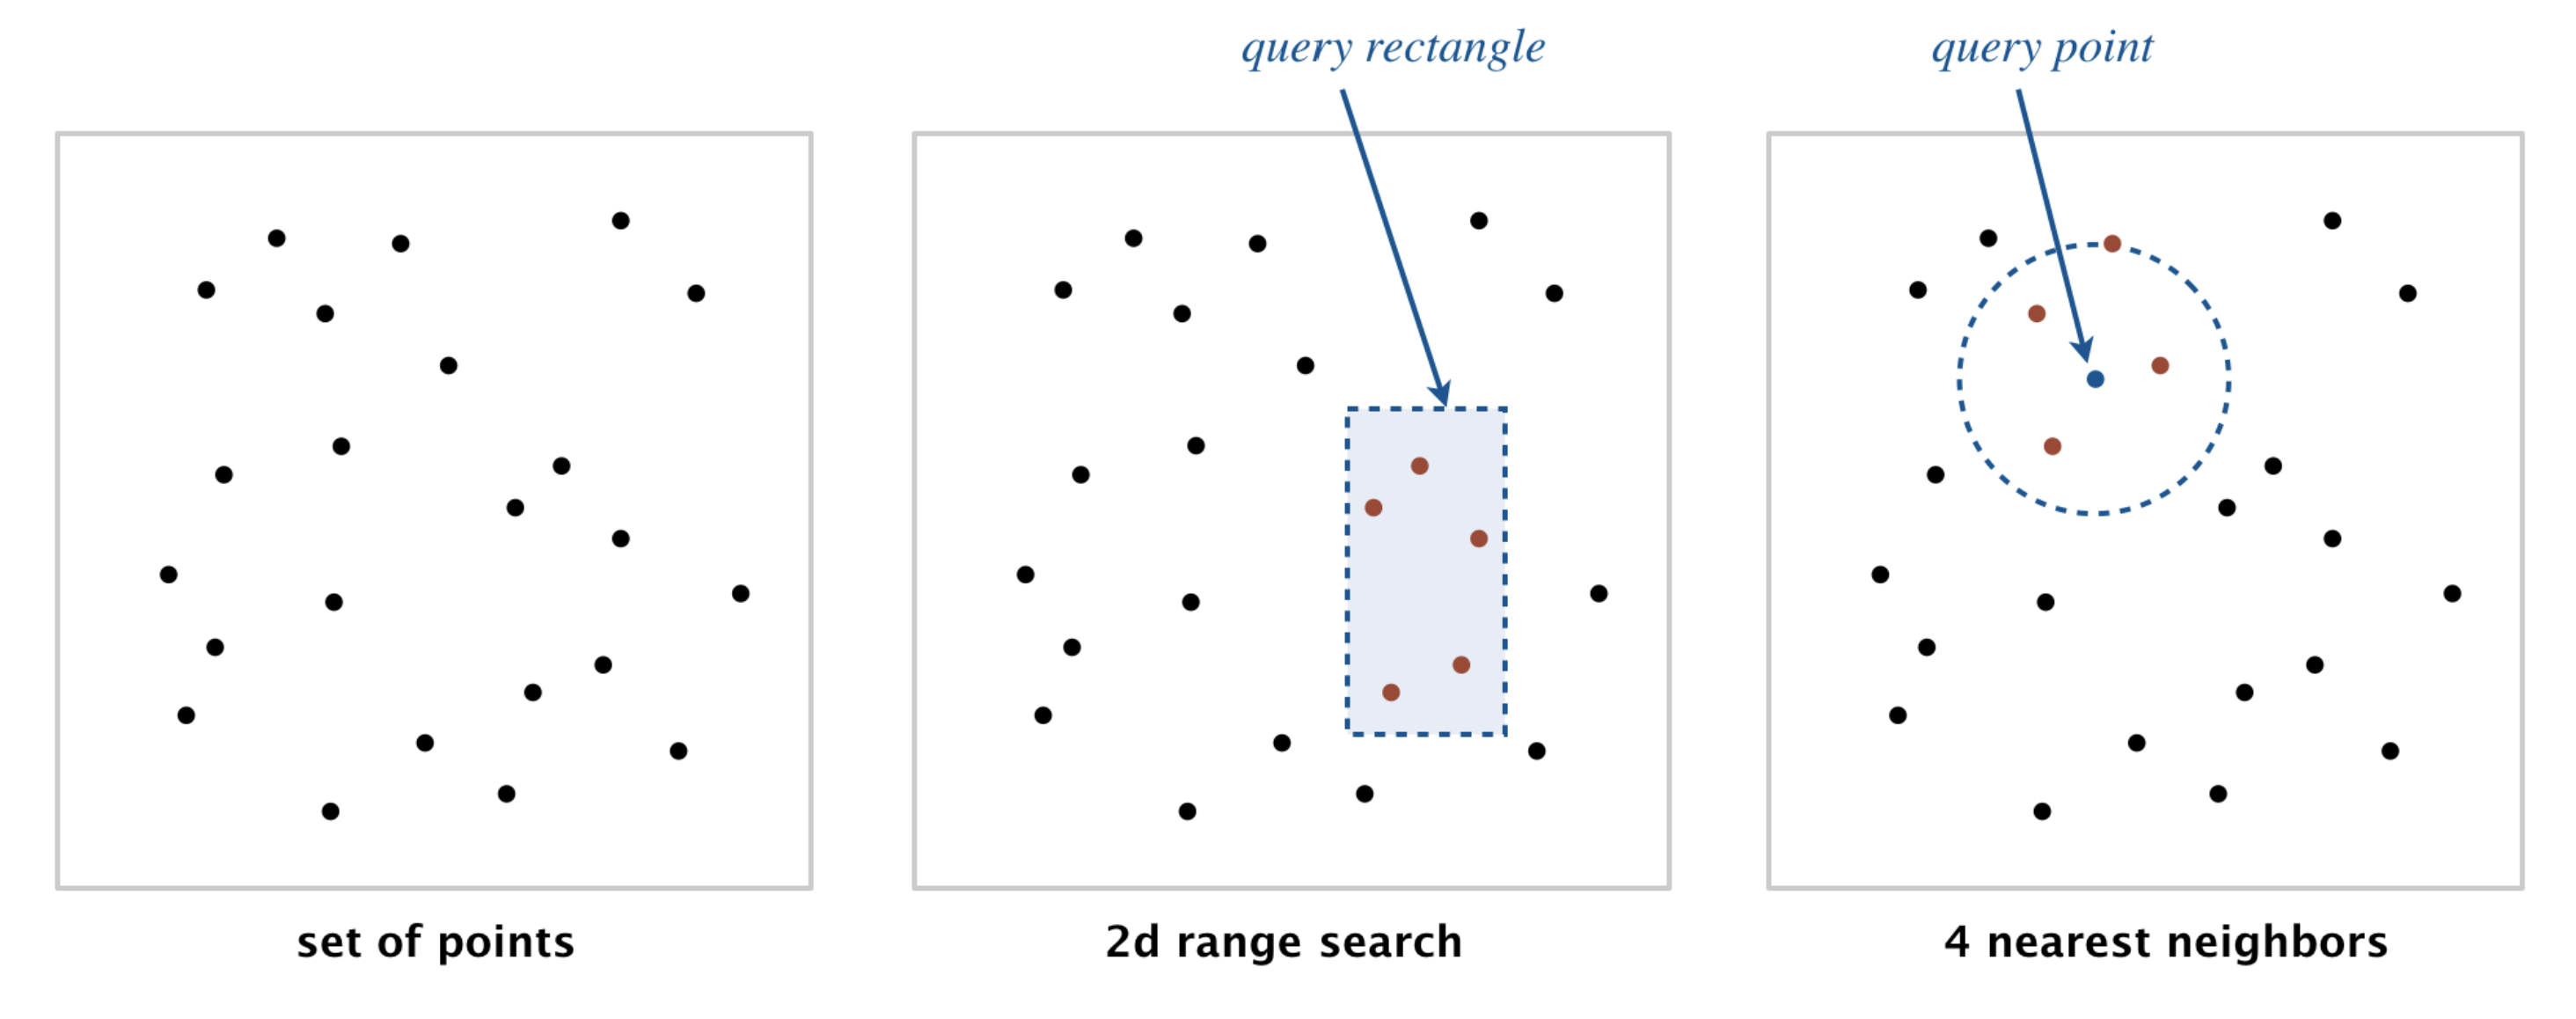 query rectangle
query point
set of points
2d range search
4 nearest neighbors